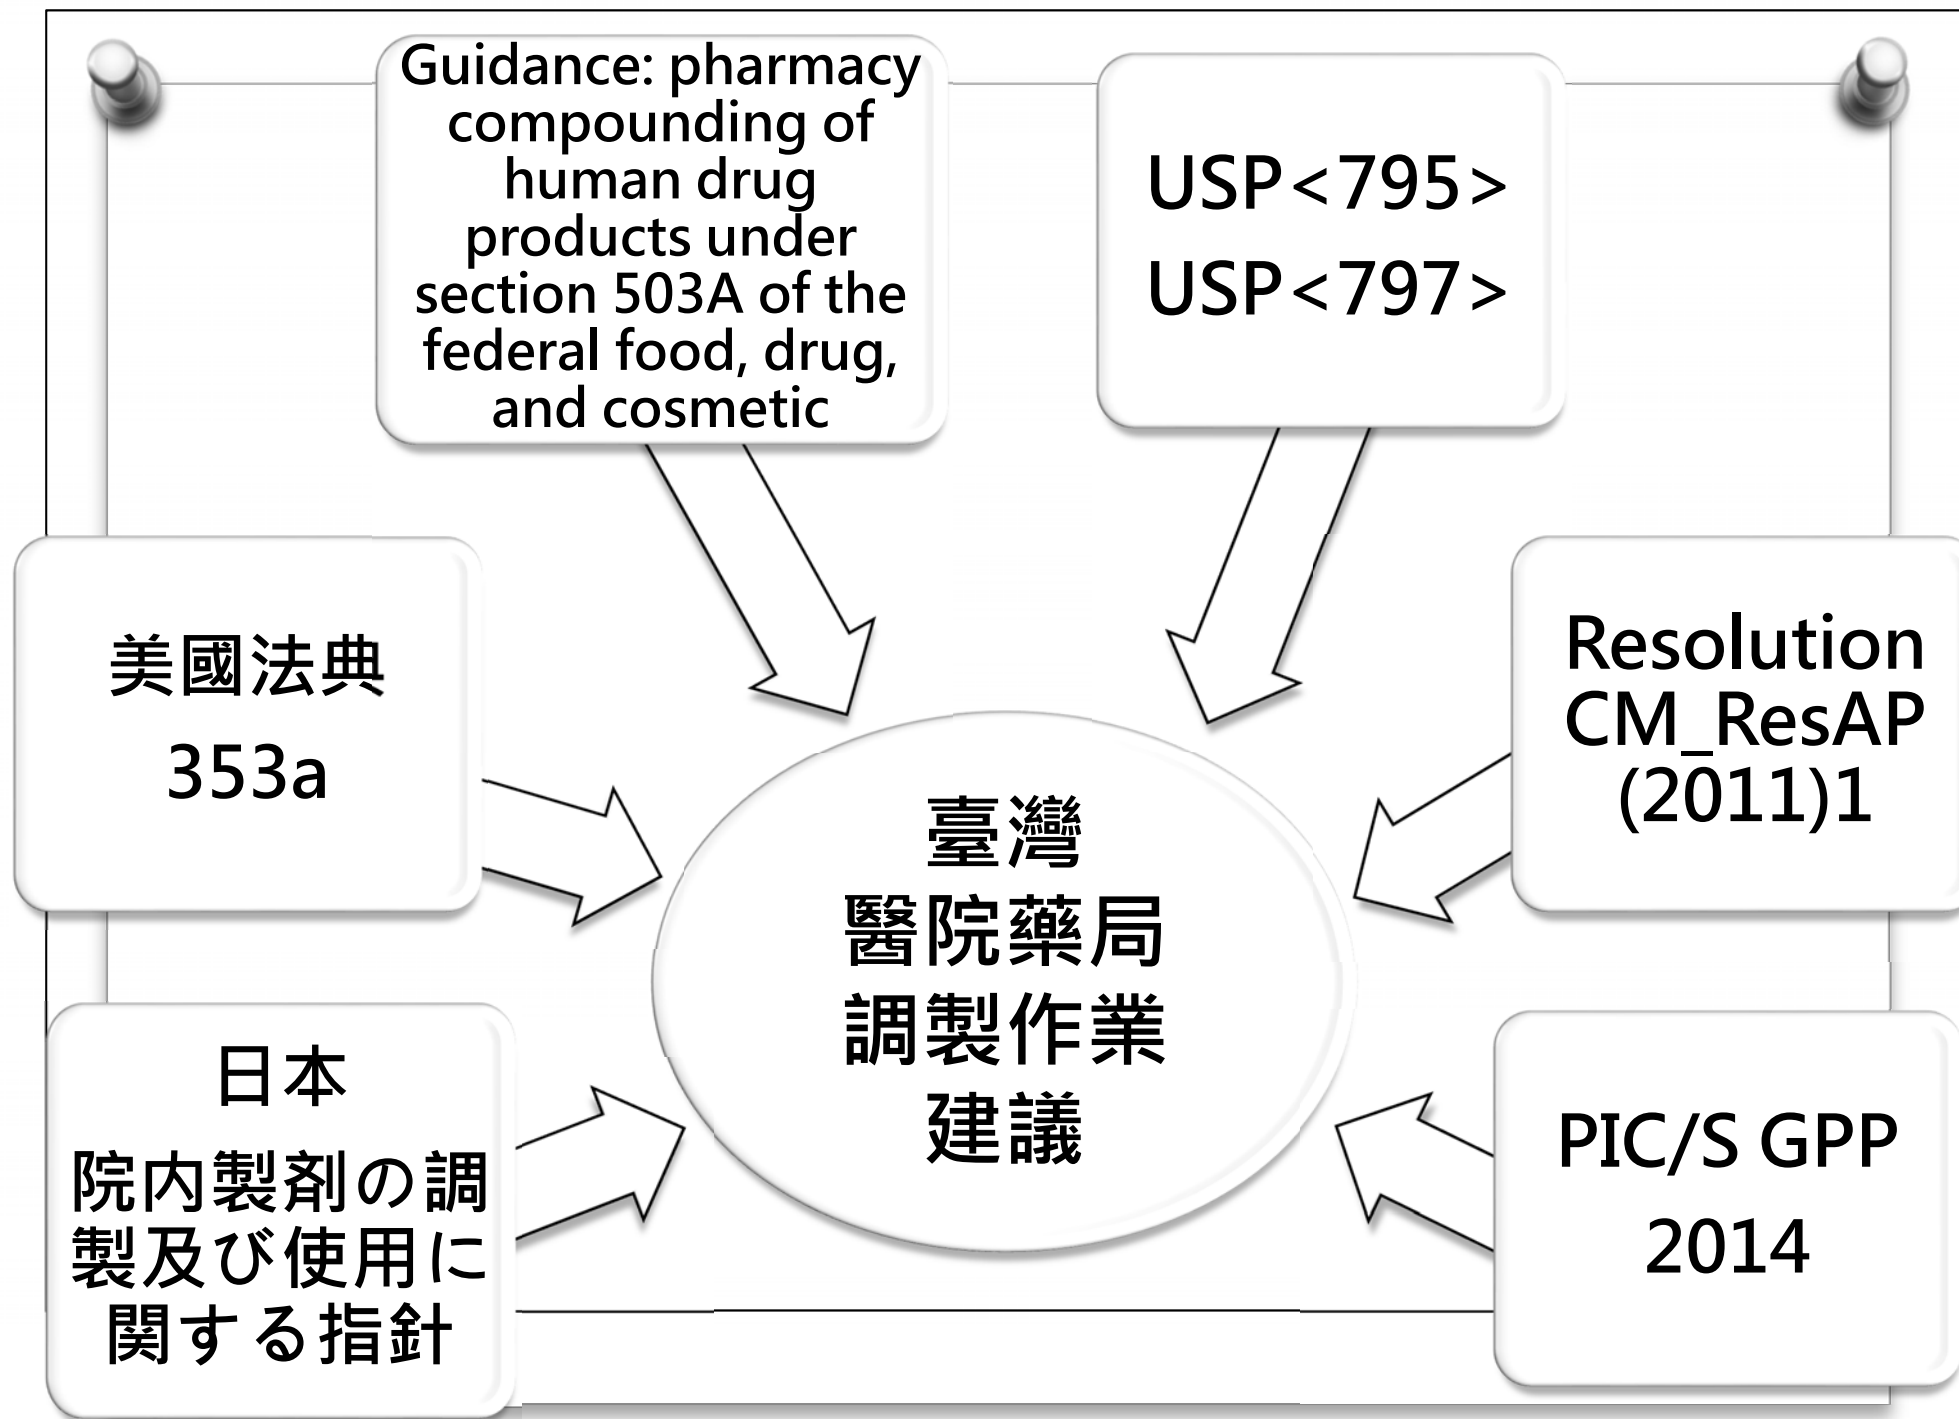 Guidance: pharmacy
compounding of
human drug
products under
section 503A of the
federal food, drug,
and cosmetic
USP<795>
USP<797>
美國法典
353a
Resolution
CM_ResAP
(2011)1
臺灣
醫院藥局
調製作業
建議
日本
院内製剤の調
製及び使用に
関する指針
PIC/S GPP
2014